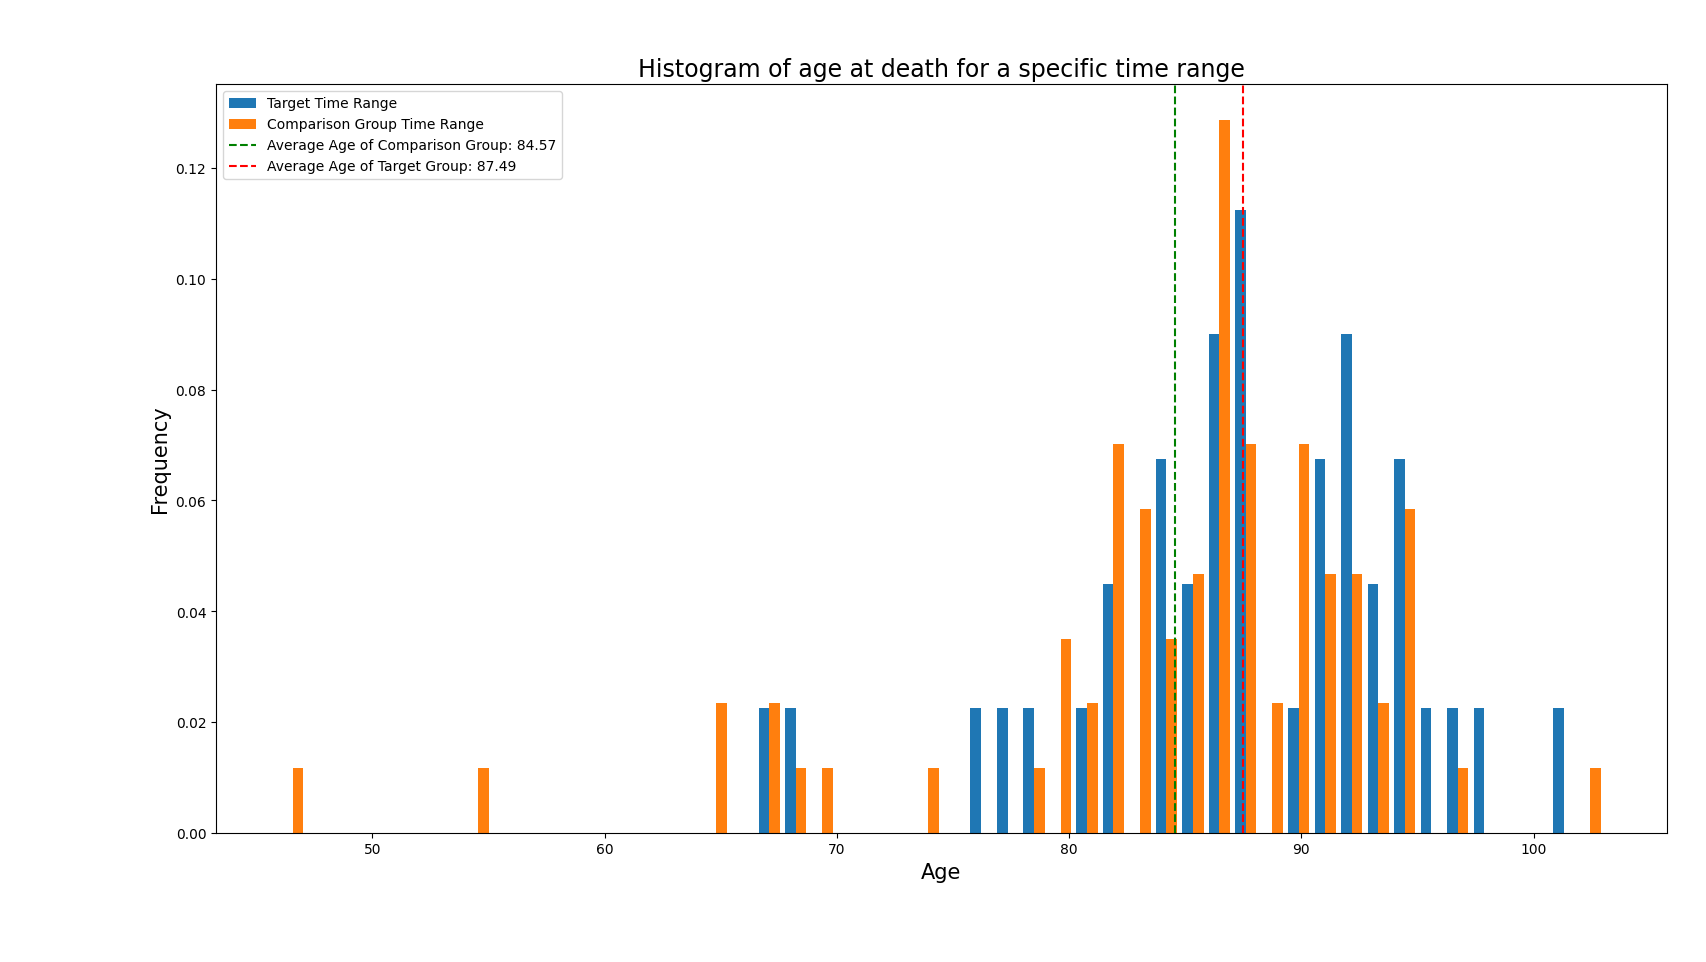 Histogram of age at death for a specific time range
Target Time Range
Comparison Group Time Range
Average Age of Comparison Group: 84.57
Average Age of Target Group: 87.49
Frequency
0.12
0.10
0.08
0.06
0.04
0.02
0.00
50 60 70 80 90 100
Age